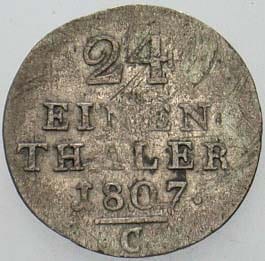 24
EINEN
THALER
.1807.
C